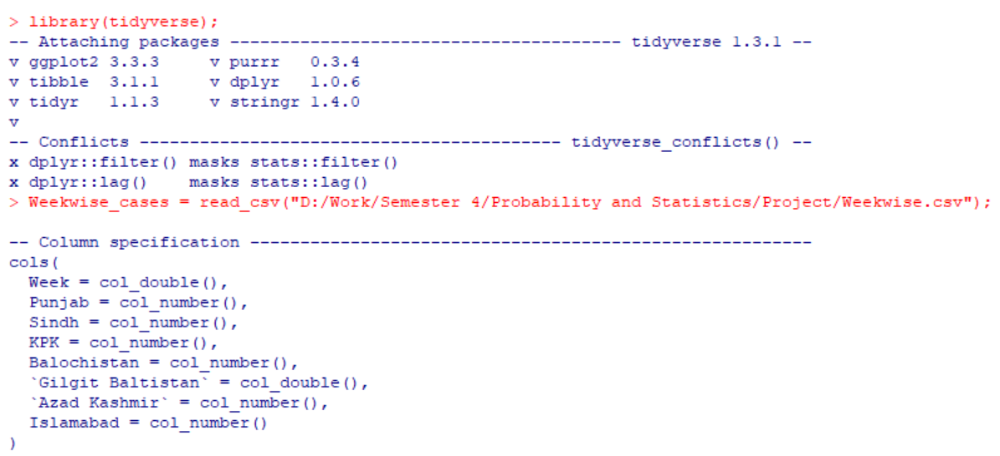 > library(tidyverse);
-- Attaching packages --------------------------------------- tidyverse 1.3.1 --
v ggplot2 3.3.3     v purrr   0.3.4
v tibble  3.1.1     v dplyr   1.0.6
v tidyr   1.1.3     v stringr 1.4.0
v
-- Conflicts ------------------------------------------ tidyverse_conflicts() --
x dplyr::filter() masks stats::filter()
x dplyr::lag()    masks stats::lag()
> Weekwise_cases = read_csv("D:/Work/Semester 4/Probability and Statistics/Project/Weekwise.csv");
-- Column specification --------------------------------------------------------
cols(
  Week = col_double(),
  Punjab = col_number(),
  Sindh = col_number(),
  KPK = col_number(),
  Balochistan = col_number(),
  `Gilgit Baltistan` = col_double(),
  `Azad Kashmir` = col_number(),
  Islamabad = col_number()
)